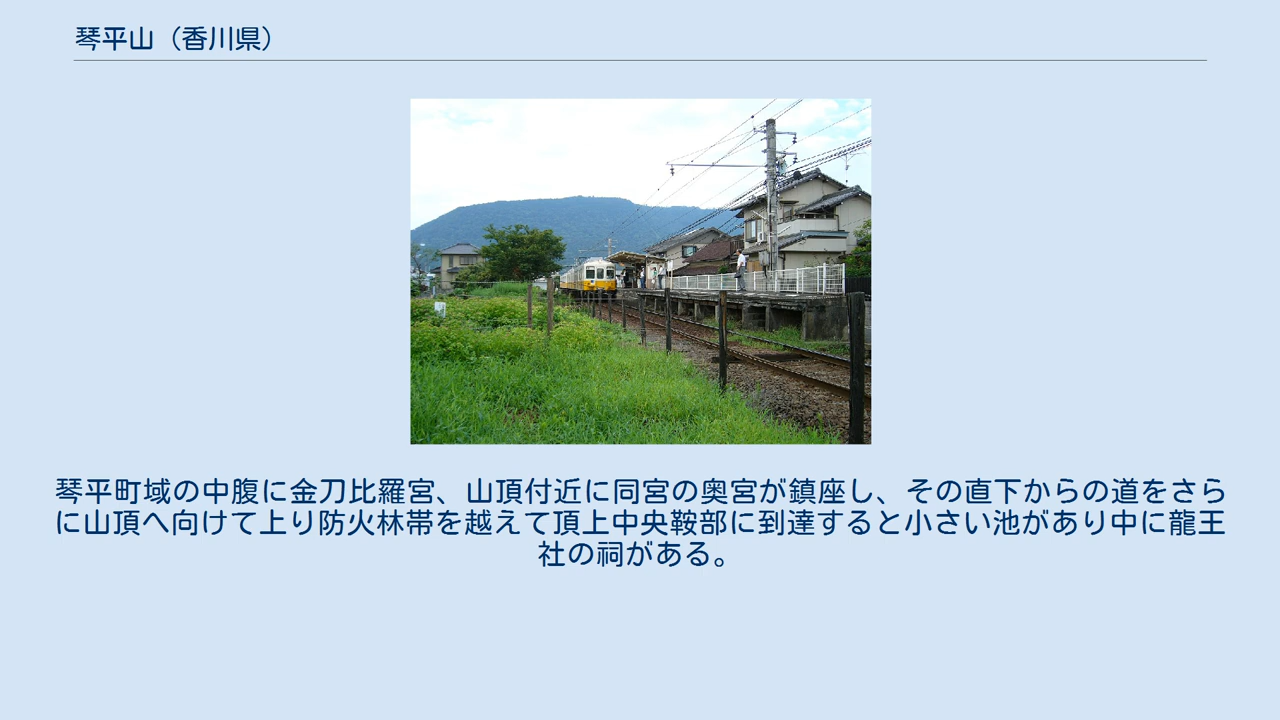 琴平山（香川県）
琴平町域の中腹に金刀比羅宮、山頂付近に同宮の奥宮が鎮座し、その直下からの道をさら
に山頂へ向けて上り防火林帯を越えて頂上中央鞍部に到達すると小さい池があり中に龍王
社の祠がある。